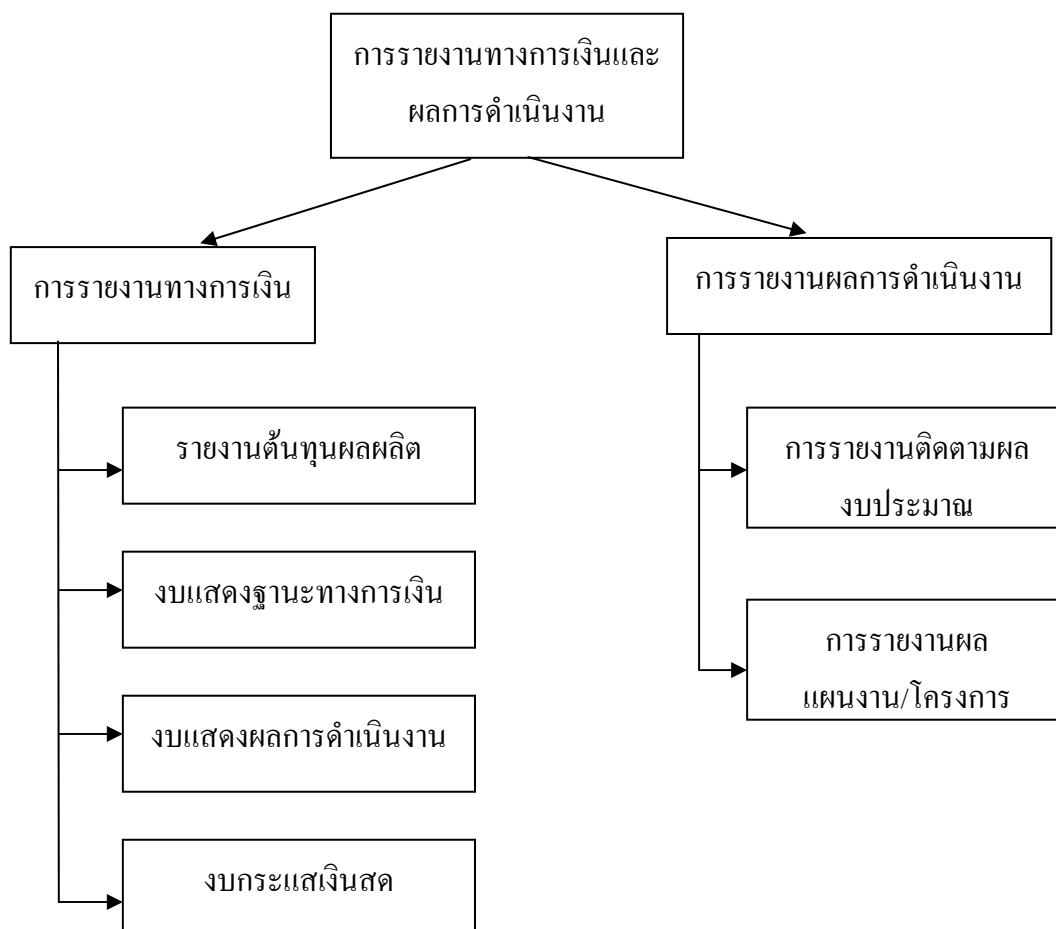 การรายงานทางการเงินและ
ผลการดำเนินงาน
การรายงานทางการเงิน
การรายงานผลการดำเนินงาน
รายงานต้นทุนผลผลิต
การรายงานติดตามผล
งบประมาณ
งบแสดงฐานะทางการเงิน
การรายงานผล
แผนงาน/โครงการ
งบแสดงผลการดำเนินงาน
งบกระแสเงินสด